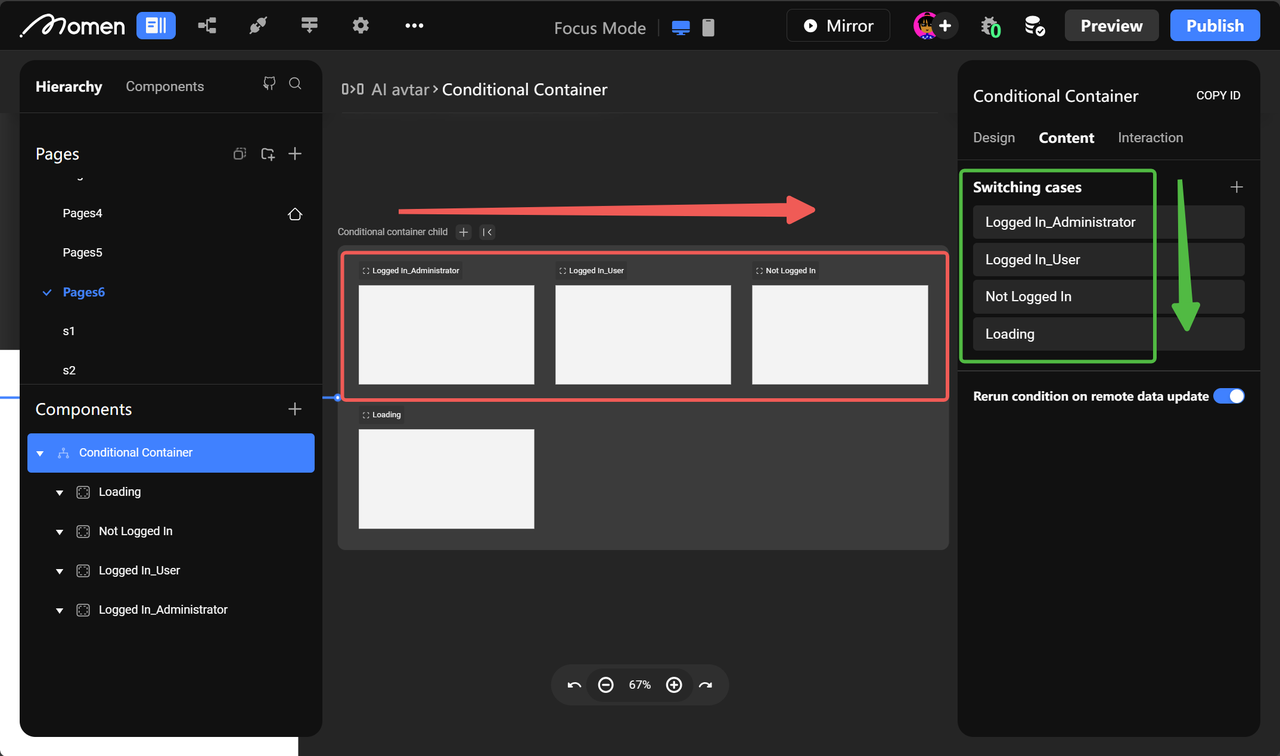 Momen
Focus Mode
Mirror
0
Preview
Publish
Hierarchy
Components
Pages
Pages4
Pages5
Pages6
s1
s2
Components
Conditional Container
Loading
Not Logged In
Logged In_User
Logged In_Administrator
AI avtar > Conditional Container
Conditional container child
Logged In_Administrator
Logged In_User
Not Logged In
Loading
67%
Conditional Container
COPY ID
Design
Content
Interaction
Switching cases
Logged In_Administrator
Logged In_User
Not Logged In
Loading
Rerun condition on remote data update